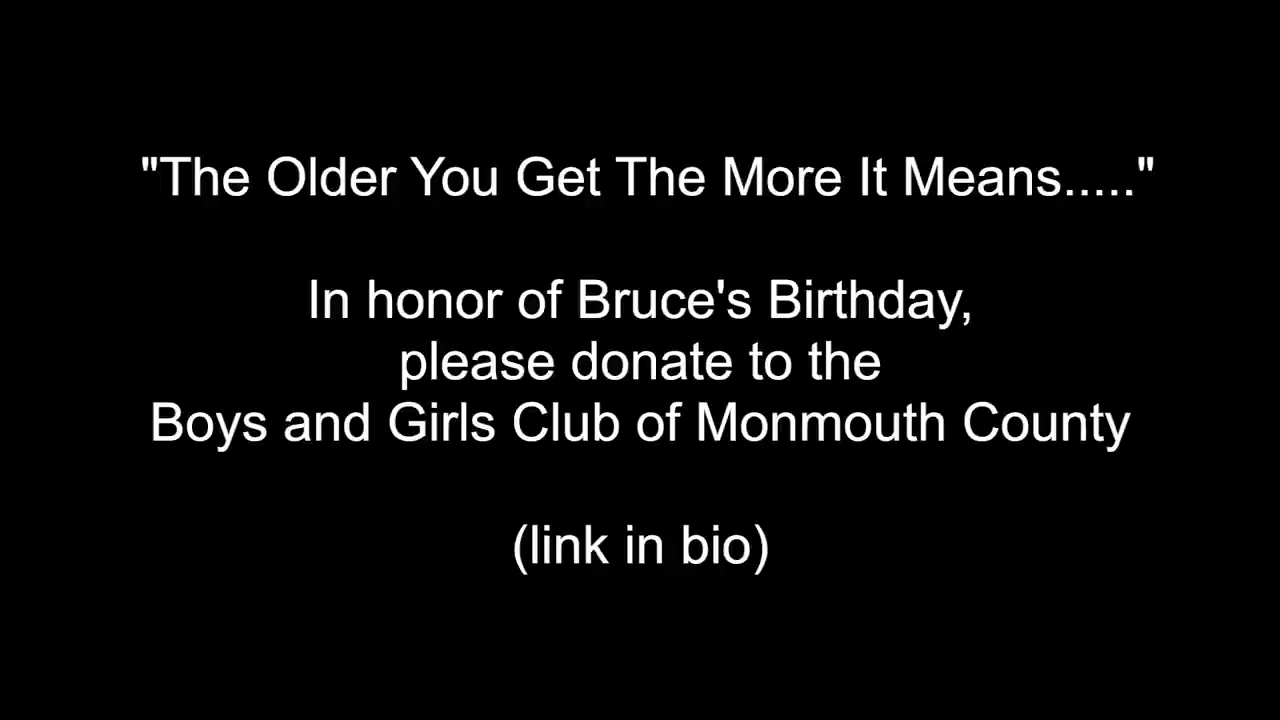 "The Older You Get The More It Means....."
In honor of Bruce's Birthday,
please donate to the
Boys and Girls Club of Monmouth County
(link in bio)